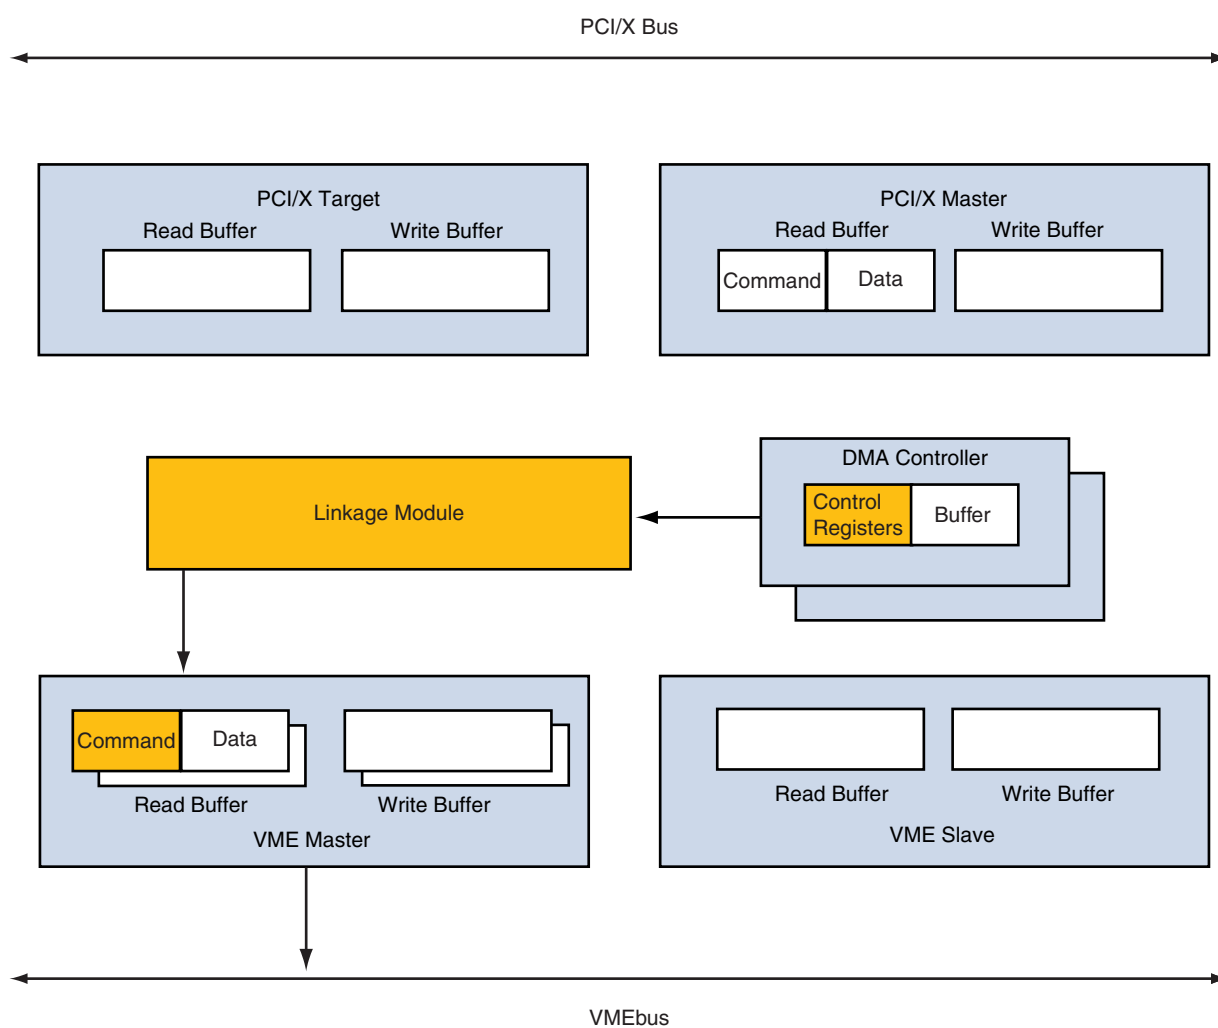 PCI/X Bus
PCI/X Target
Read Buffer Write Buffer
PCI/X Master
Read Buffer Write Buffer
Command Data
Linkage Module
DMA Controller
Control
Registers
Buffer
Command Data
Read Buffer Write Buffer
VME Master
Read Buffer Write Buffer
VME Slave
VMEbus